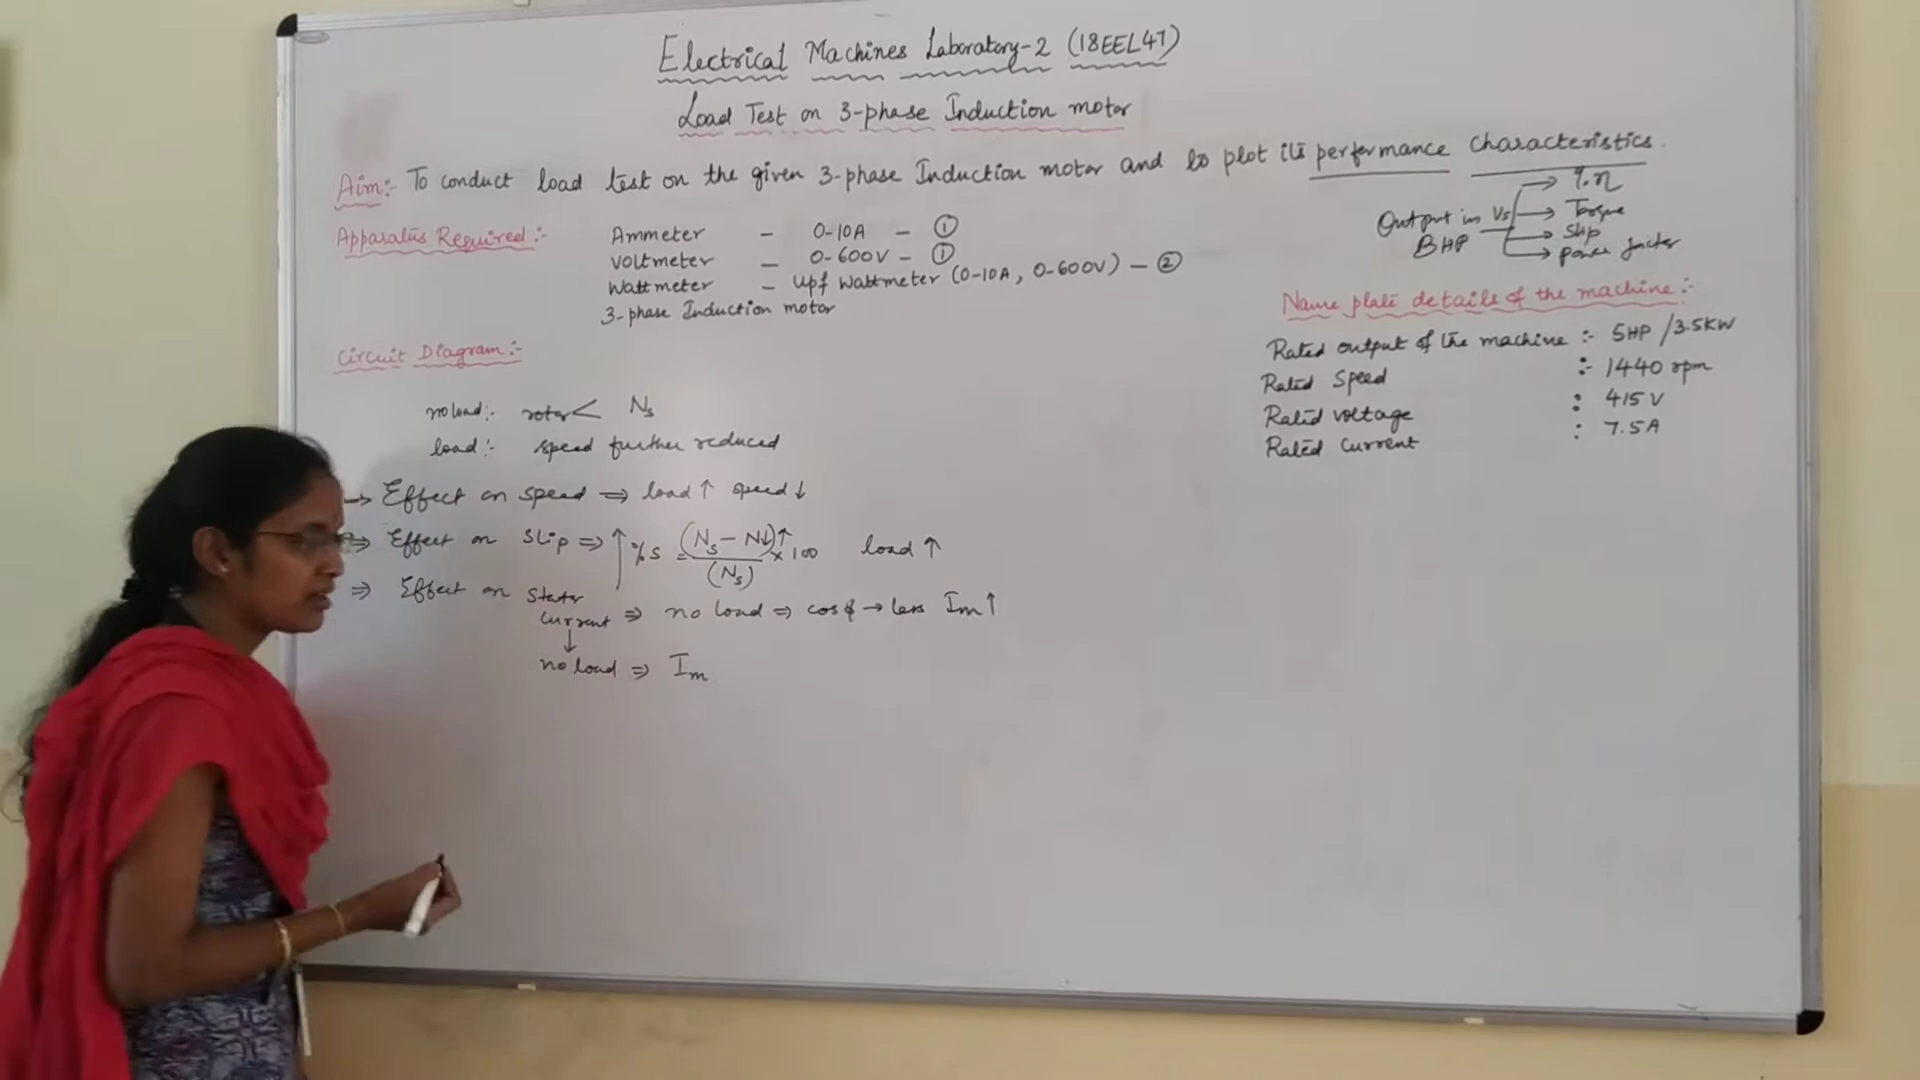 Electrical Machines Laboratory-2 (18EEL47)
Load Test on 3-phase Induction motor
Aim:- To conduct load test on the given 3-phase Induction motor and to plot its performance characteristics.
Output in BHP Vs → %η
→ Torque
→ Slip
→ power factor
Apparatus Required:-
Ammeter - 0-10A - ①
Voltmeter - 0-600V - ①
Wattmeter - upf wattmeter (0-10A, 0-600V) - ②
3-phase Induction motor
Name plate details of the machine:-
Rated output of the machine :- 5HP/3.5KW
Rated Speed :- 1440 rpm
Rated voltage : 415 V
Rated Current : 7.5A
Circuit Diagram:-
no load:- rotor < Ns
load:- speed further reduced
→ Effect on speed ⇒ load ↑ speed ↓
⇒ Effect on slip ⇒ ↑ %s = (Ns - N↓)↑/(Ns) × 100 load ↑
⇒ Effect on Stator current ⇒ no load ⇒ cosϕ → less Im ↑
↓
no load ⇒ Im